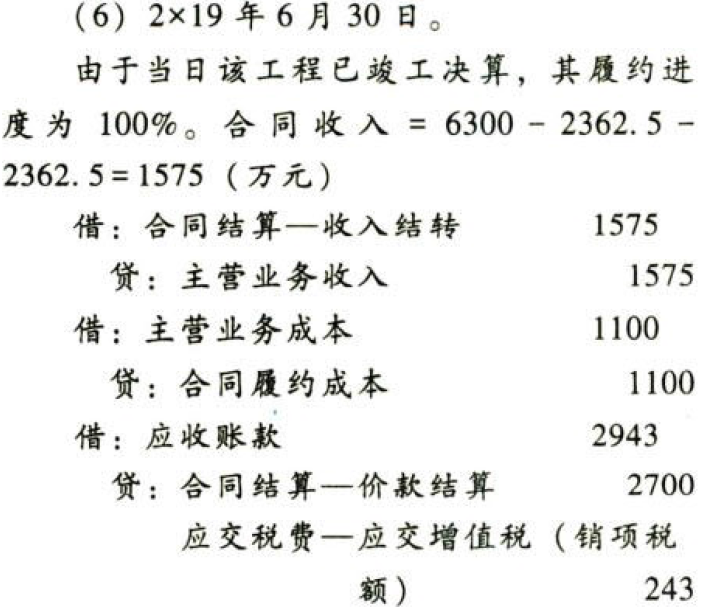 (6) 2×19 年 6 月 30 日。
由于当日该工程已竣工决算，其履约进
度为 100%。合同收入 = 6300 - 2362.5 -
2362.5 = 1575（万元）
借：合同结算—收入结转 1575
贷：主营业务收入 1575
借：主营业务成本 1100
贷：合同履约成本 1100
借：应收账款 2943
贷：合同结算—价款结算 2700
应交税费—应交增值税（销项税
额） 243